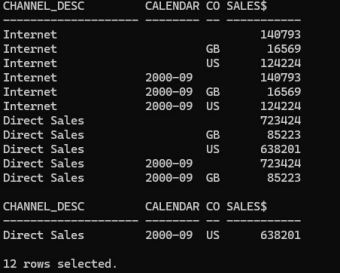 CHANNEL_DESC         CALENDAR CO SALES$
-------------------- -------- -- -----------
Internet                              140793
Internet                      GB       16569
Internet                      US      124224
Internet             2000-09          140793
Internet             2000-09  GB       16569
Internet             2000-09  US      124224
Direct Sales                          723424
Direct Sales                  GB       85223
Direct Sales                  US      638201
Direct Sales         2000-09          723424
Direct Sales         2000-09  GB       85223
CHANNEL_DESC         CALENDAR CO SALES$
-------------------- -------- -- -----------
Direct Sales         2000-09  US      638201
12 rows selected.